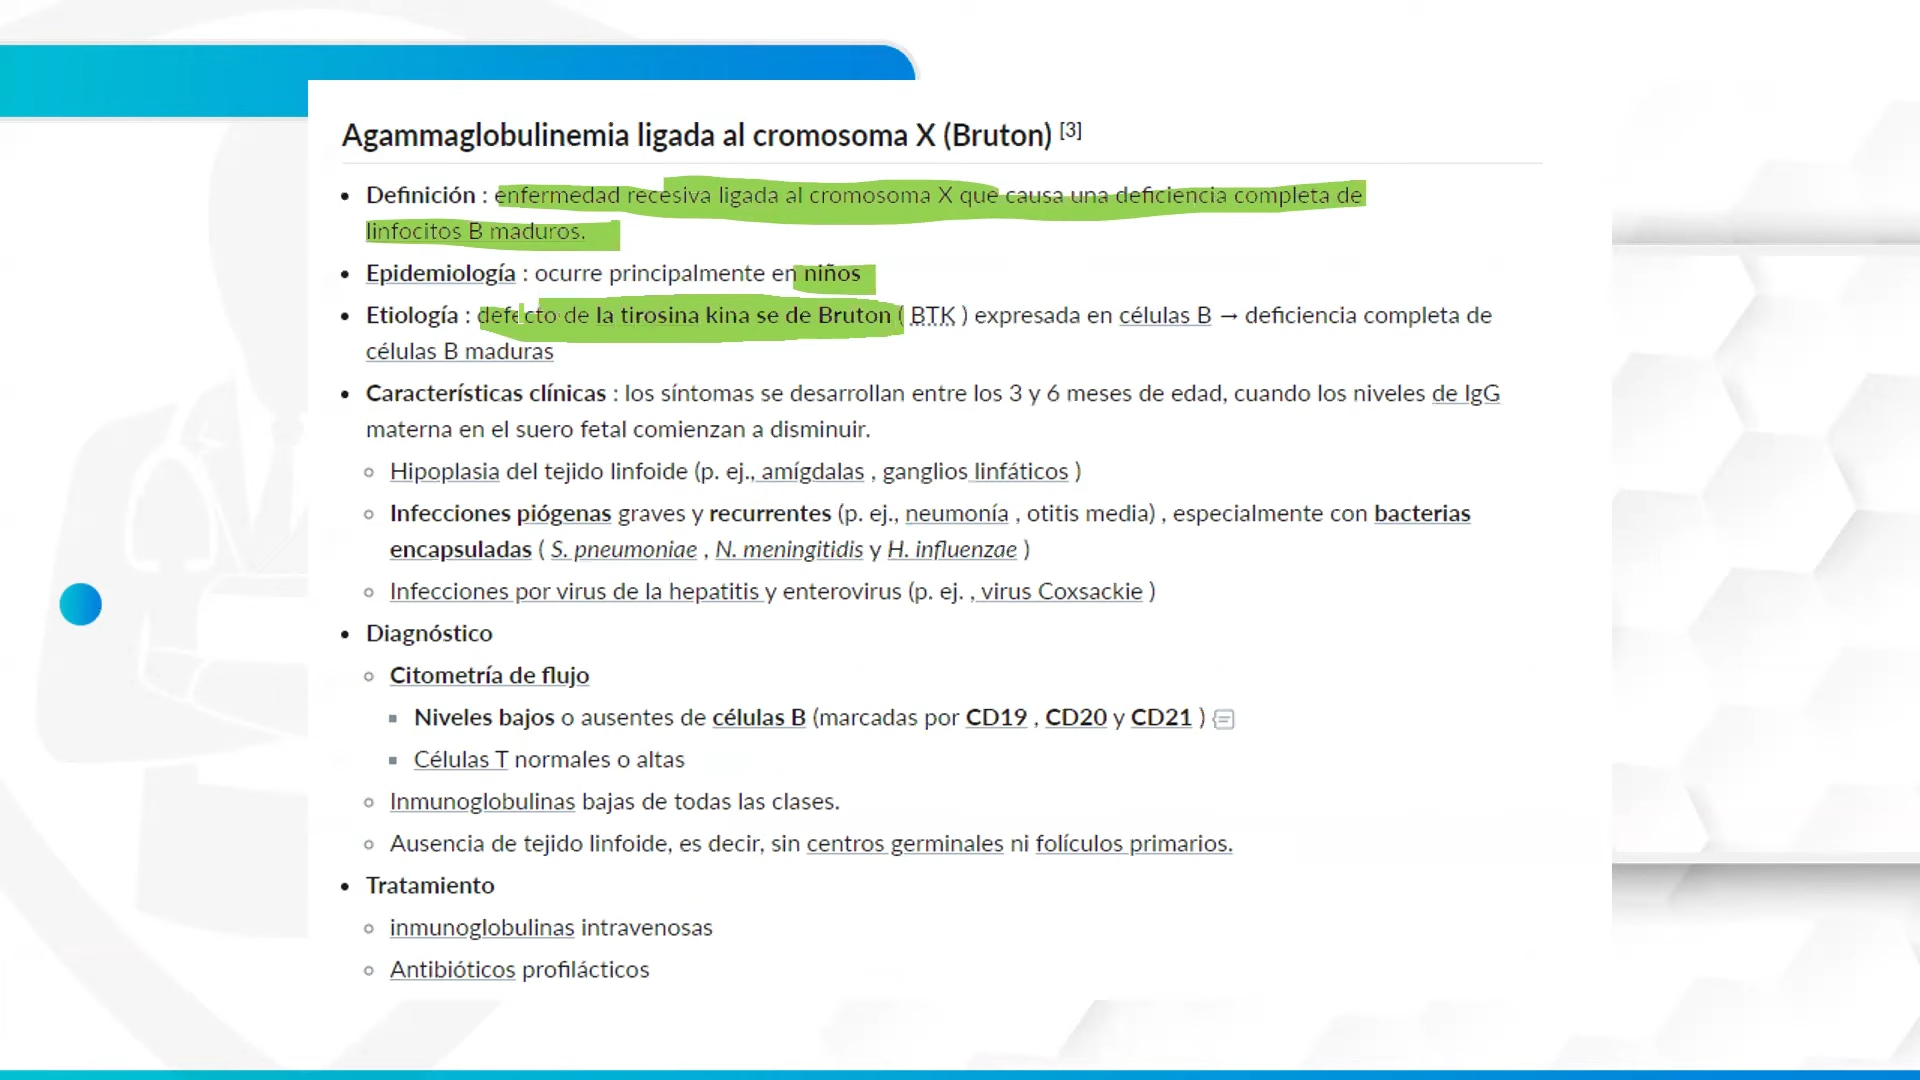 Agammaglobulinemia ligada al cromosoma X (Bruton) [3]
• Definición : enfermedad recesiva ligada al cromosoma X que causa una deficiencia completa de
linfocitos B maduros.
• Epidemiología : ocurre principalmente en niños
• Etiología : defecto de la tirosina kina se de Bruton ( BTK ) expresada en células B → deficiencia completa de
células B maduras
• Características clínicas : los síntomas se desarrollan entre los 3 y 6 meses de edad, cuando los niveles de IgG
materna en el suero fetal comienzan a disminuir.
○ Hipoplasia del tejido linfoide (p. ej., amígdalas , ganglios linfáticos )
○ Infecciones piógenas graves y recurrentes (p. ej., neumonía , otitis media) , especialmente con bacterias
encapsuladas ( S. pneumoniae , N. meningitidis y H. influenzae )
○ Infecciones por virus de la hepatitis y enterovirus (p. ej. , virus Coxsackie )
• Diagnóstico
○ Citometría de flujo
▪ Niveles bajos o ausentes de células B (marcadas por CD19 , CD20 y CD21 )
▪ Células T normales o altas
○ Inmunoglobulinas bajas de todas las clases.
○ Ausencia de tejido linfoide, es decir, sin centros germinales ni folículos primarios.
• Tratamiento
○ inmunoglobulinas intravenosas
○ Antibióticos profilácticos